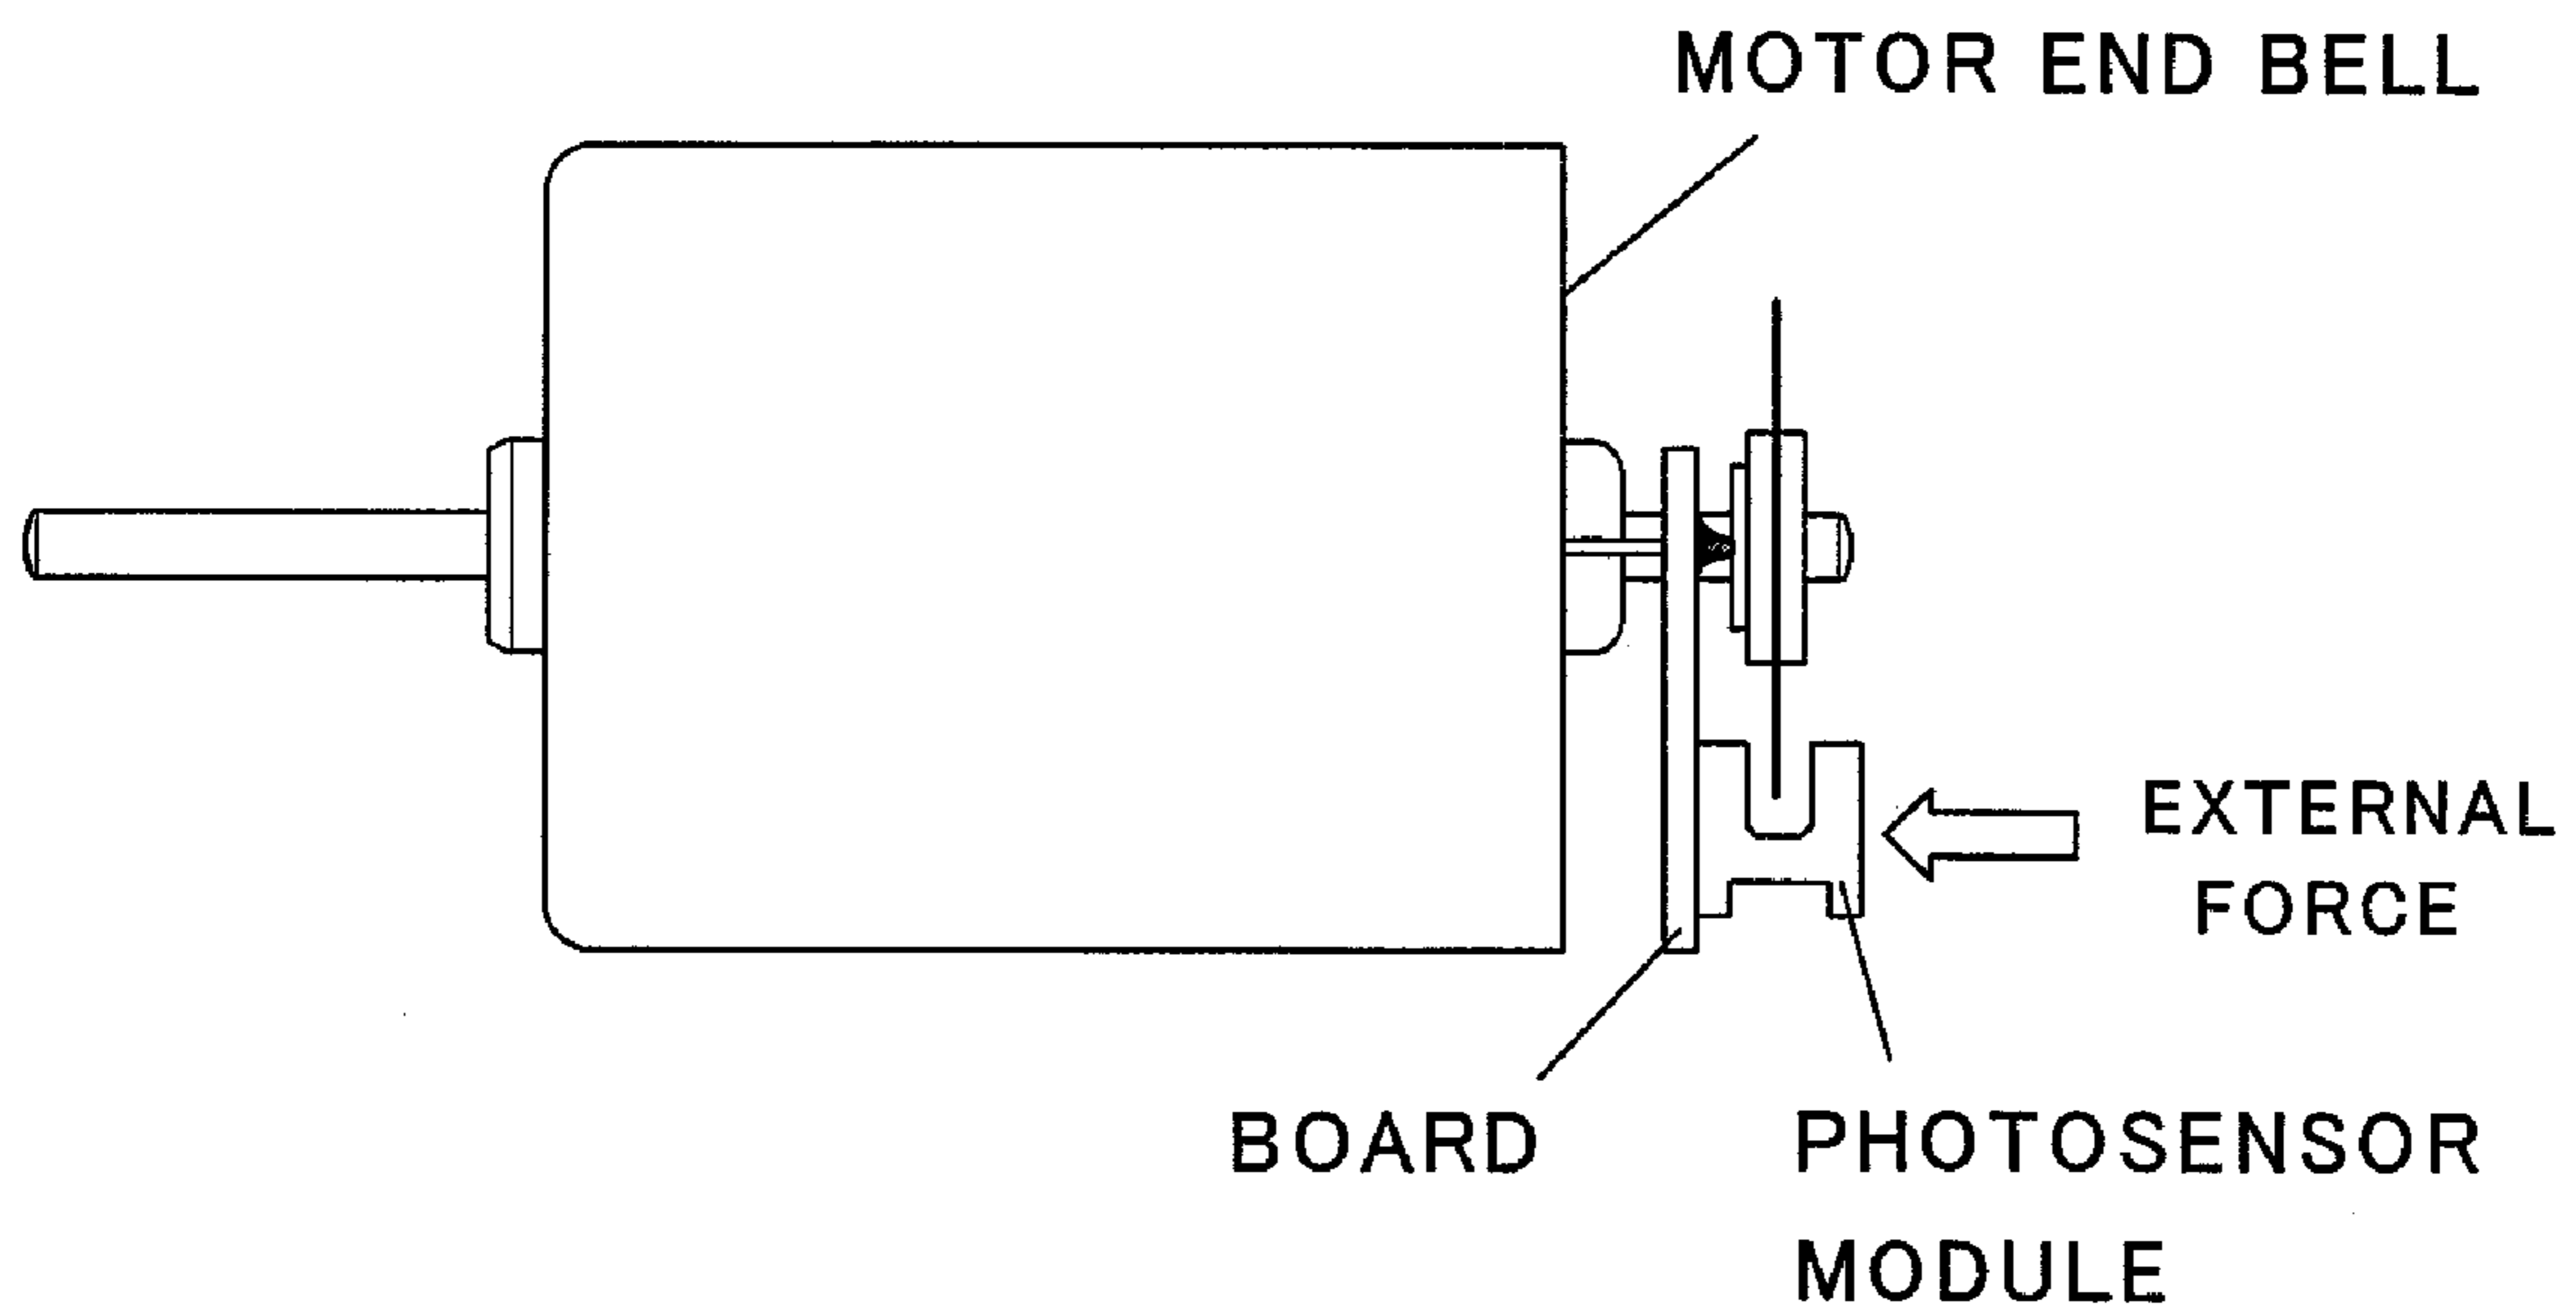 MOTOR END BELL
EXTERNAL
FORCE
BOARD
PHOTOSENSOR
MODULE